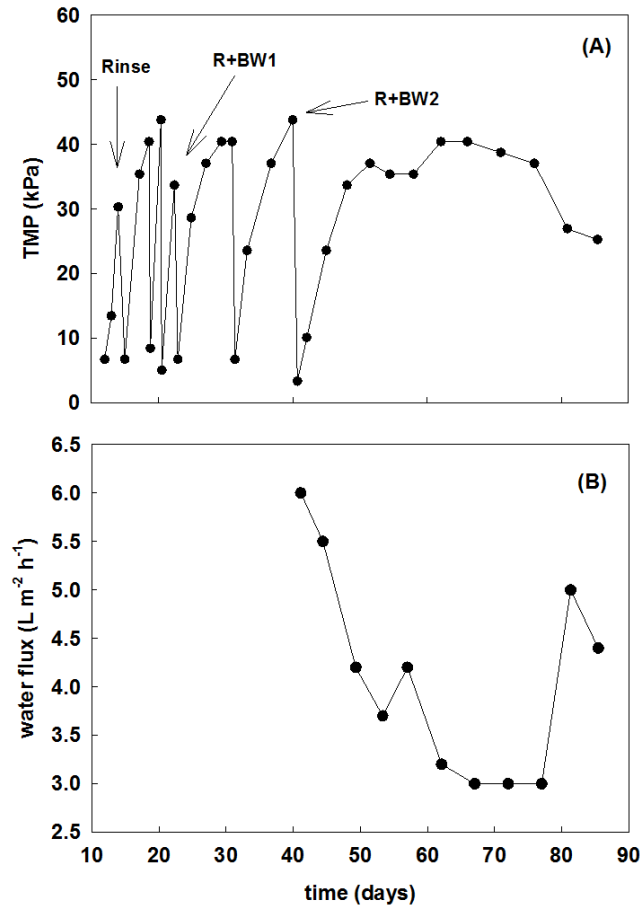 60
(A)
Rinse
R+BW1
50
R+BW2
40
TMP (kPa)
30
20
10
0
6.5
(B)
6.0
5.5
5.0
water flux (L m⁻² h⁻¹)
4.5
4.0
3.5
3.0
2.5
10 20 30 40 50 60 70 80 90
time (days)